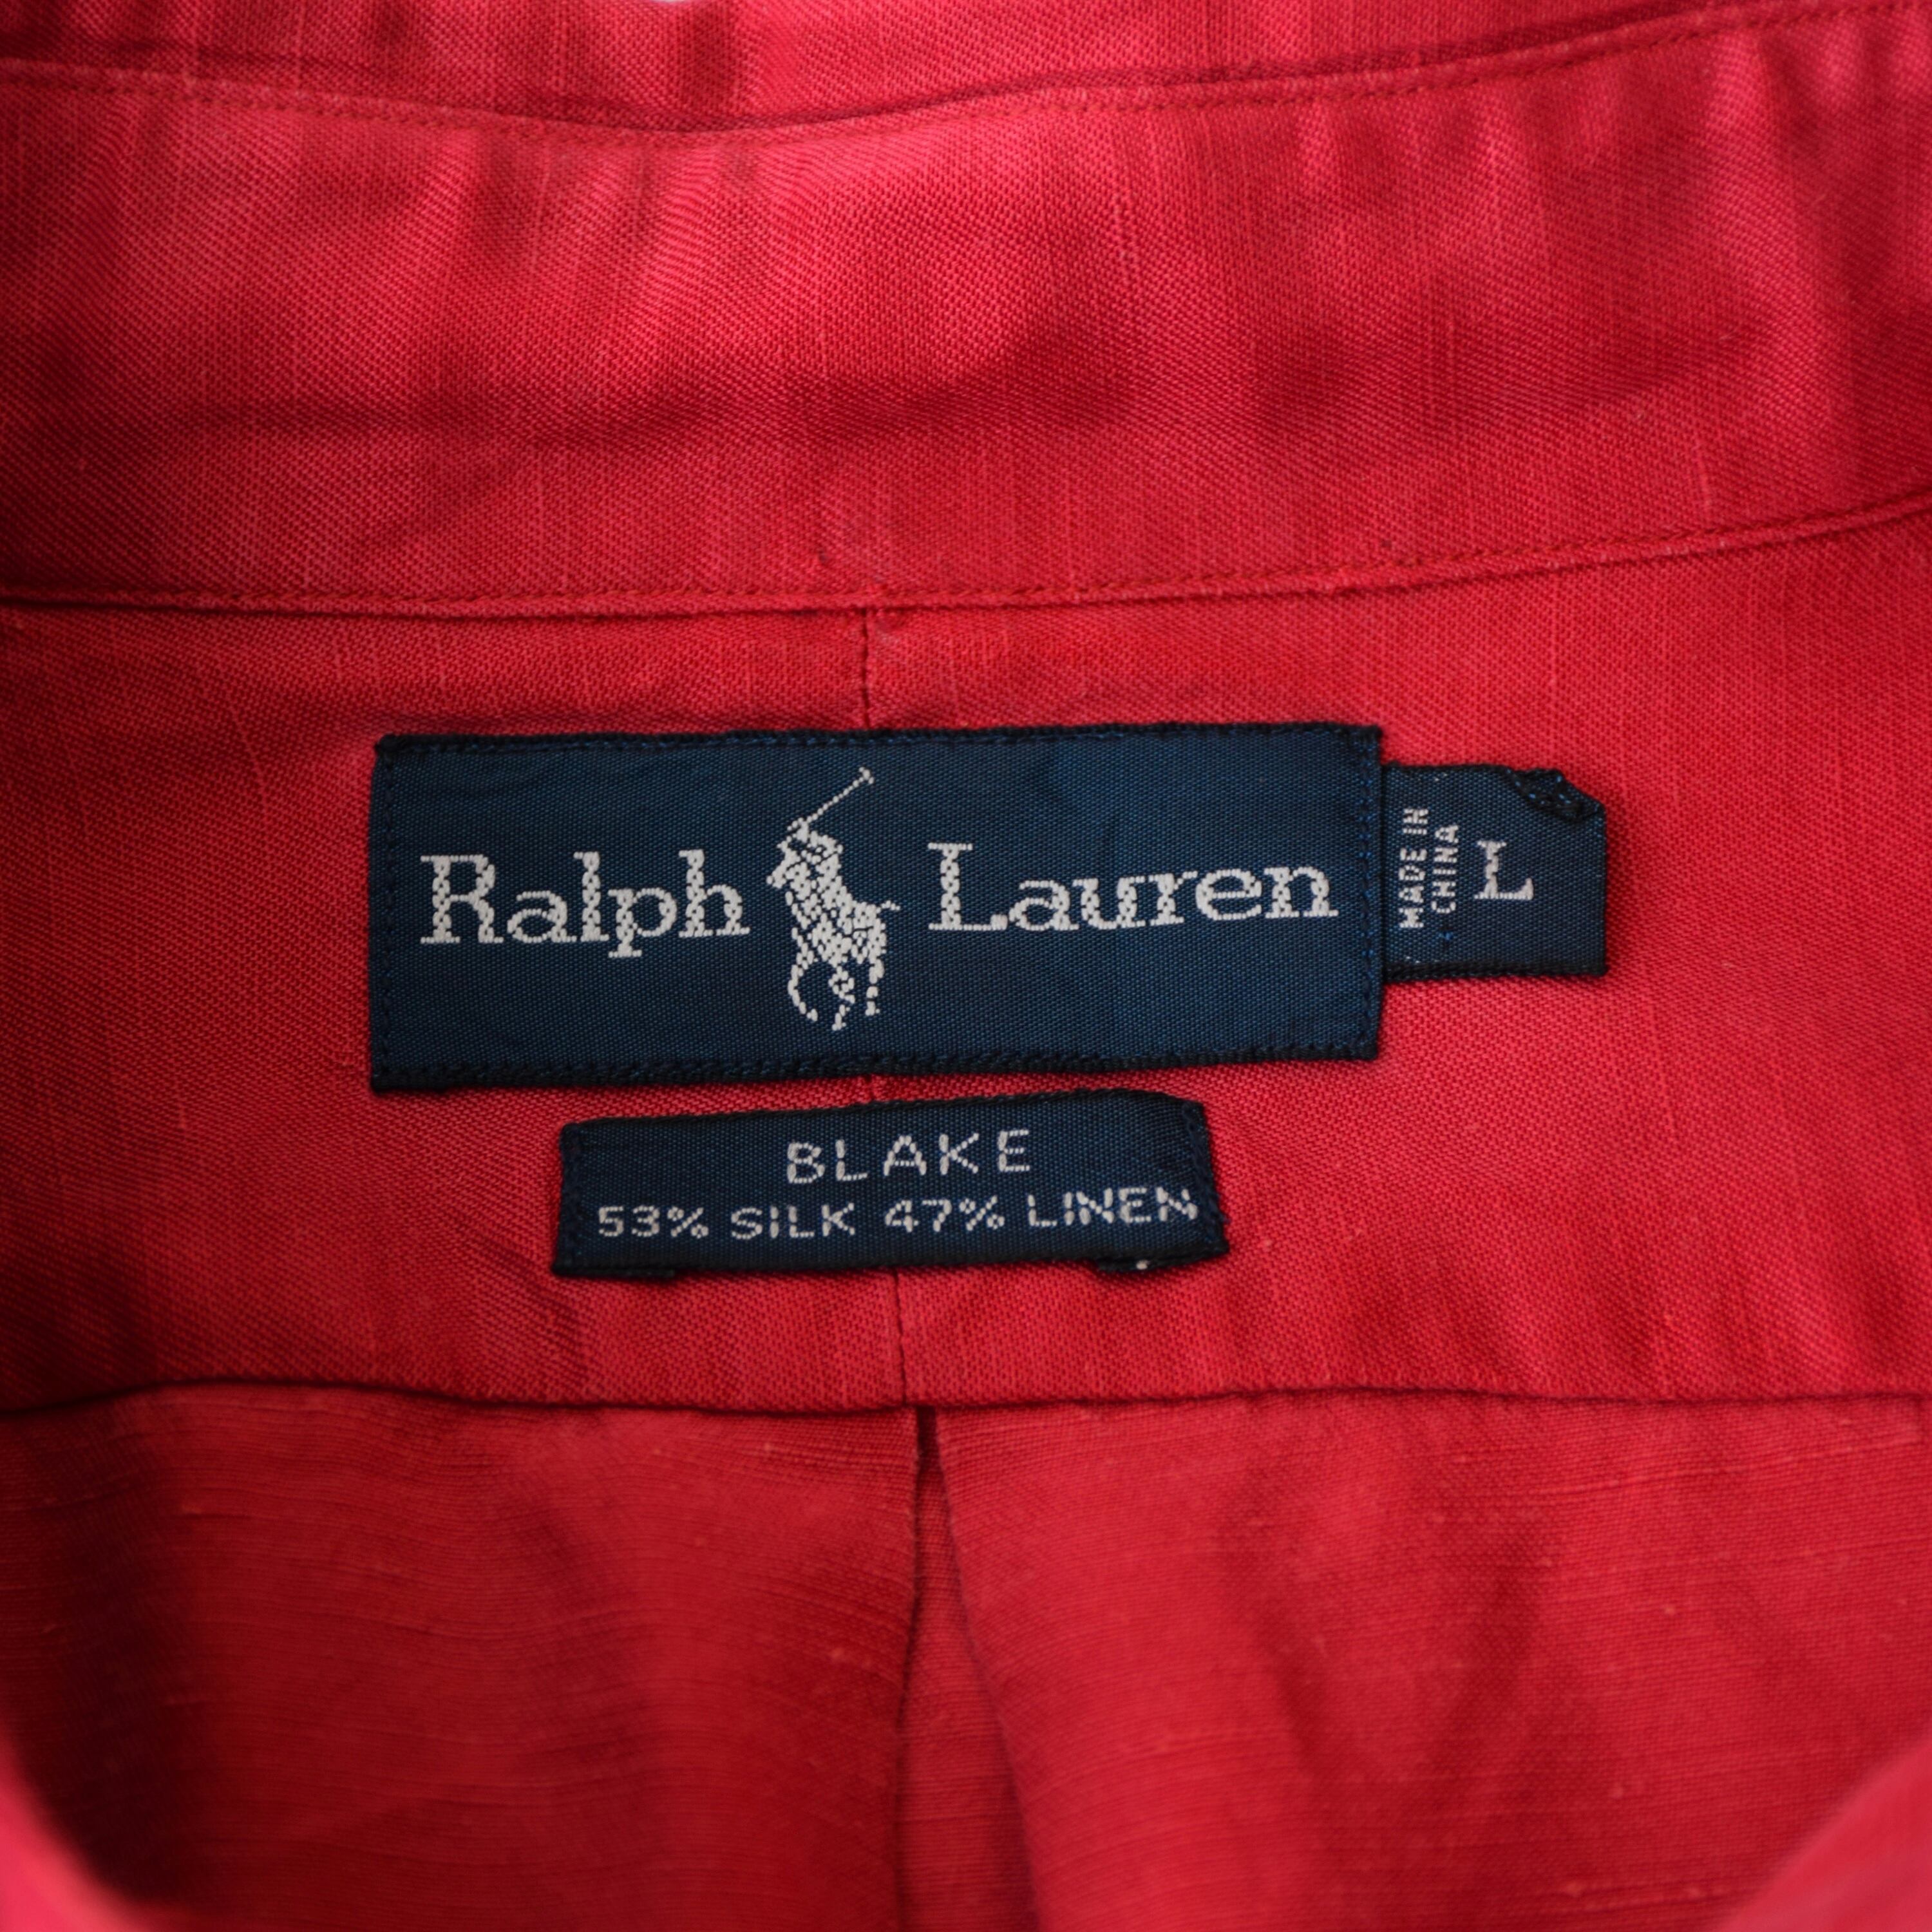 Ralph Lauren
MADE IN
CHINA
L
BLAKE
53% SILK 47% LINEN